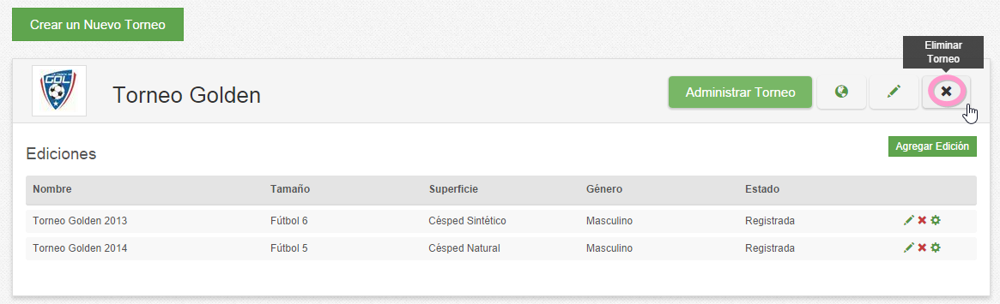 Crear un Nuevo Torneo
Eliminar
Torneo
GOL
Torneo Golden
Administrar Torneo
Ediciones
Agregar Edición
Nombre Tamaño Superficie Género Estado
Torneo Golden 2013 Fútbol 6 Césped Sintético Masculino Registrada
Torneo Golden 2014 Fútbol 5 Césped Natural Masculino Registrada